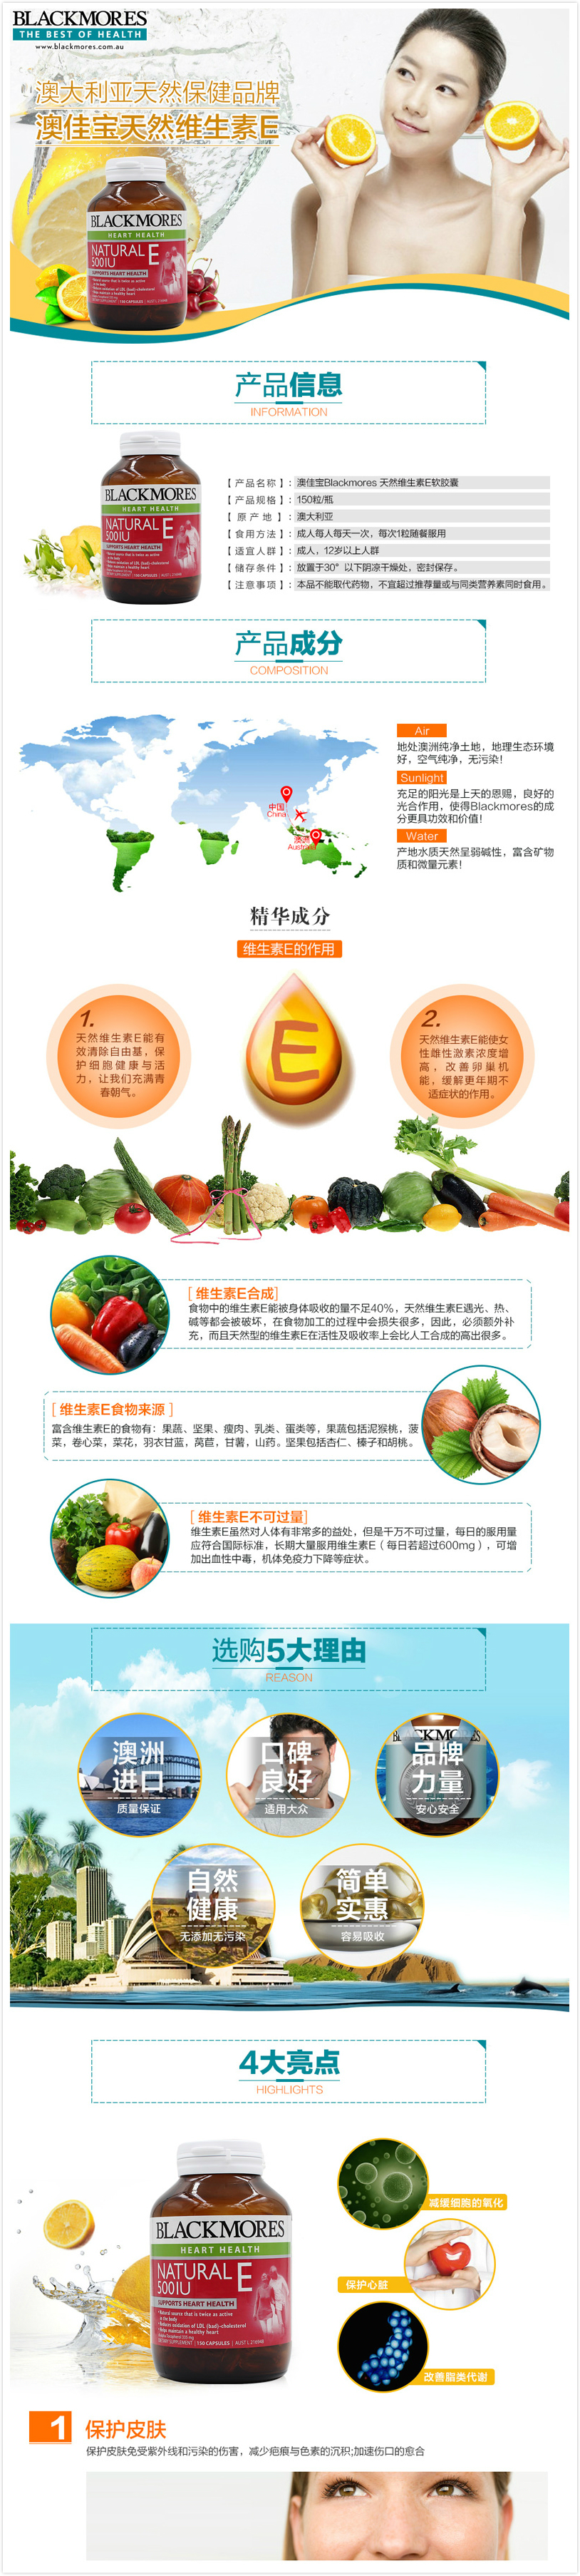 BLACKMORES
THE BEST OF HEALTH
www.blackmores.com.au
澳大利亚天然保健品牌
澳佳宝天然维生素E
BLACKMORES
HEART HEALTH
NATURAL E
500IU
SUPPORTS HEART HEALTH
产品信息
INFORMATION
BLACKMORES
HEART HEALTH
NATURAL E
500IU
SUPPORTS HEART HEALTH
【产品名称】: 澳佳宝Blackmores 天然维生素E软胶囊
【产品规格】: 150粒/瓶
【原产地】: 澳大利亚
【食用方法】: 成人每人每天一次，每次1粒随餐服用
【适宜人群】: 成人，12岁以上人群
【储存条件】: 放置于30°以下阴凉干燥处，密封保存。
【注意事项】: 本品不能取代药物，不宜超过推荐量或与同类营养素同时食用。
产品成分
COMPOSITION
Air
地处澳洲纯净土地，地理生态环境
好，空气纯净，无污染！
Sunlight
充足的阳光是上天的恩赐，良好的
光合作用，使得Blackmores的成
分更具功效和价值！
Water
产地水质天然呈弱碱性，富含矿物
质和微量元素！
中国
China
澳洲
Australia
精华成分
维生素E的作用
1.
天然维生素E能有
效清除自由基，保
护细胞健康与活
力，让我们充满青
春朝气。
E
2.
天然维生素E能使女
性雌性激素浓度增
高，改善卵巢机
能，缓解更年期不
适症状的作用。
[ 维生素E合成]
食物中的维生素E能被身体吸收的量不足40%，天然维生素E遇光、热、
碱等都会被破坏，在食物加工的过程中会损失很多，因此，必须额外补
充，而且天然型的维生素E在活性及吸收率上会比人工合成的高出很多。
[ 维生素E食物来源 ]
富含维生素E的食物有：果蔬、坚果、瘦肉、乳类、蛋类等，果蔬包括泥猴桃，菠
菜，卷心菜，菜花，羽衣甘蓝，莴苣，甘薯，山药。坚果包括杏仁、榛子和胡桃。
[ 维生素E不可过量]
维生素E虽然对人体有非常多的益处，但是千万不可过量，每日的服用量
应符合国际标准，长期大量服用维生素E（每日若超过600mg），可增
加出血性中毒，机体免疫力下降等症状。
选购5大理由
REASON
澳洲
进口
质量保证
口碑
良好
适用大众
品牌
力量
安心安全
自然
健康
无添加无污染
简单
实惠
容易吸收
4大亮点
HIGHLIGHTS
BLACKMORES
HEART HEALTH
NATURAL E
500IU
SUPPORTS HEART HEALTH
Natural source that is twice as active
in the body
Reduces oxidation of LDL (bad)-cholesterol
Helps maintain a healthy heart
DIETARY SUPPLEMENT | 150 CAPSULES
减缓细胞的氧化
保护心脏
改善脂类代谢
1 保护皮肤
保护皮肤免受紫外线和污染的伤害，减少疤痕与色素的沉积;加速伤口的愈合